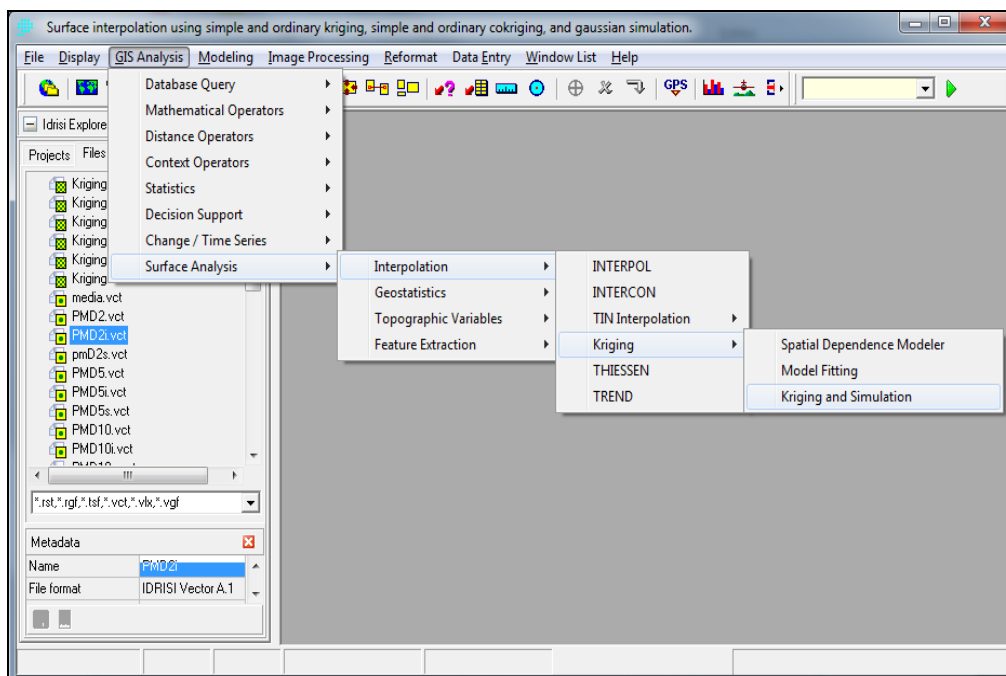 Surface interpolation using simple and ordinary kriging, simple and ordinary cokriging, and gaussian simulation.
File Display GIS Analysis Modeling Image Processing Reformat Data Entry Window List Help
GPS
Idrisi Explore
Projects Files
Kriging
Kriging
Kriging
Kriging
Kriging
Kriging
media.vct
PMD2.vct
PMD2i.vct
pmD2s.vct
PMD5.vct
PMD5i.vct
PMD5s.vct
PMD10.vct
PMD10i.vct
*.rst,*.rgf,*.tsf,*.vct,*.vlx,*.vgf
Metadata
Name PMD2i
File format IDRISI Vector A.1
Database Query
Mathematical Operators
Distance Operators
Context Operators
Statistics
Decision Support
Change / Time Series
Surface Analysis
Interpolation
Geostatistics
Topographic Variables
Feature Extraction
INTERPOL
INTERCON
TIN Interpolation
Kriging
THIESSEN
TREND
Spatial Dependence Modeler
Model Fitting
Kriging and Simulation